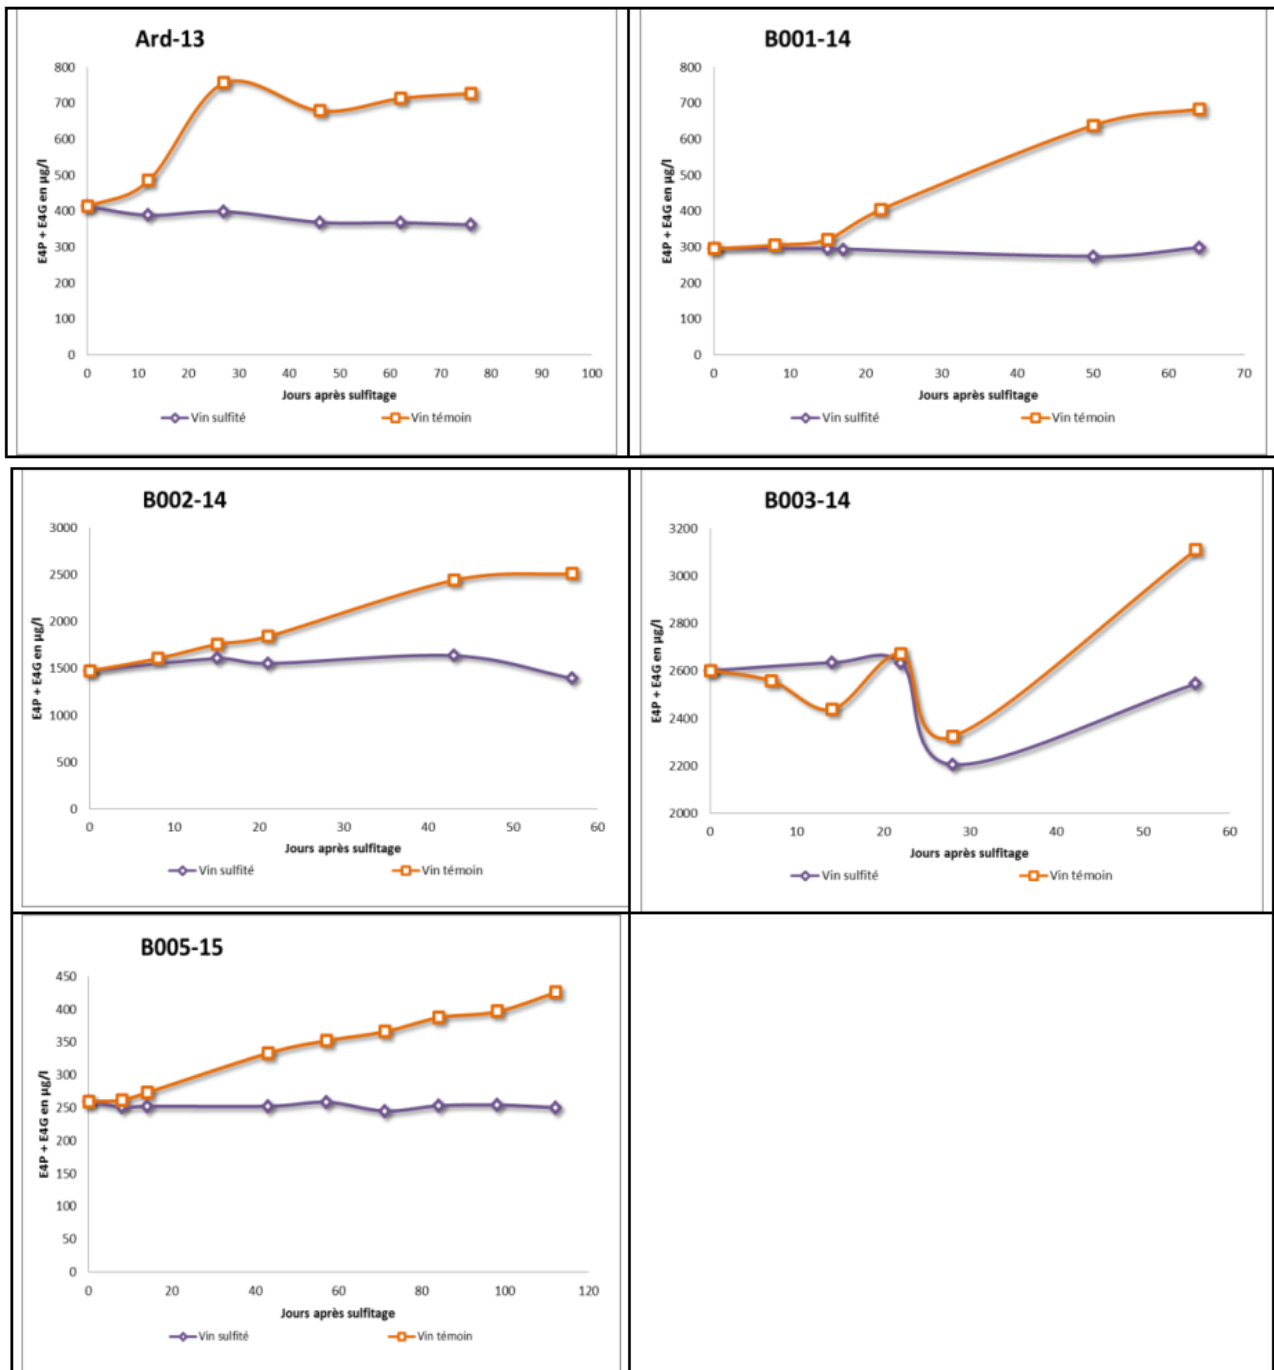 Ard-13
800
700
600
500
400
300
200
100
0
E4P + E4G en µg/l
0 10 20 30 40 50 60 70 80 90 100
Jours après sulfitage
Vin sulfité Vin témoin
B001-14
800
700
600
500
400
300
200
100
0
E4P + E4G en µg/l
0 10 20 30 40 50 60 70
Jours après sulfitage
Vin sulfité Vin témoin
B002-14
3000
2500
2000
1500
1000
500
0
E4P + E4G en µg/l
0 10 20 30 40 50 60
Jours après sulfitage
Vin sulfité Vin témoin
B003-14
3200
3000
2800
2600
2400
2200
2000
E4P + E4G en µg/l
0 10 20 30 40 50 60
Jours après sulfitage
Vin sulfité Vin témoin
B005-15
450
400
350
300
250
200
150
100
50
0
E4P + E4G en µg/l
0 20 40 60 80 100 120
Jours après sulfitage
Vin sulfité Vin témoin